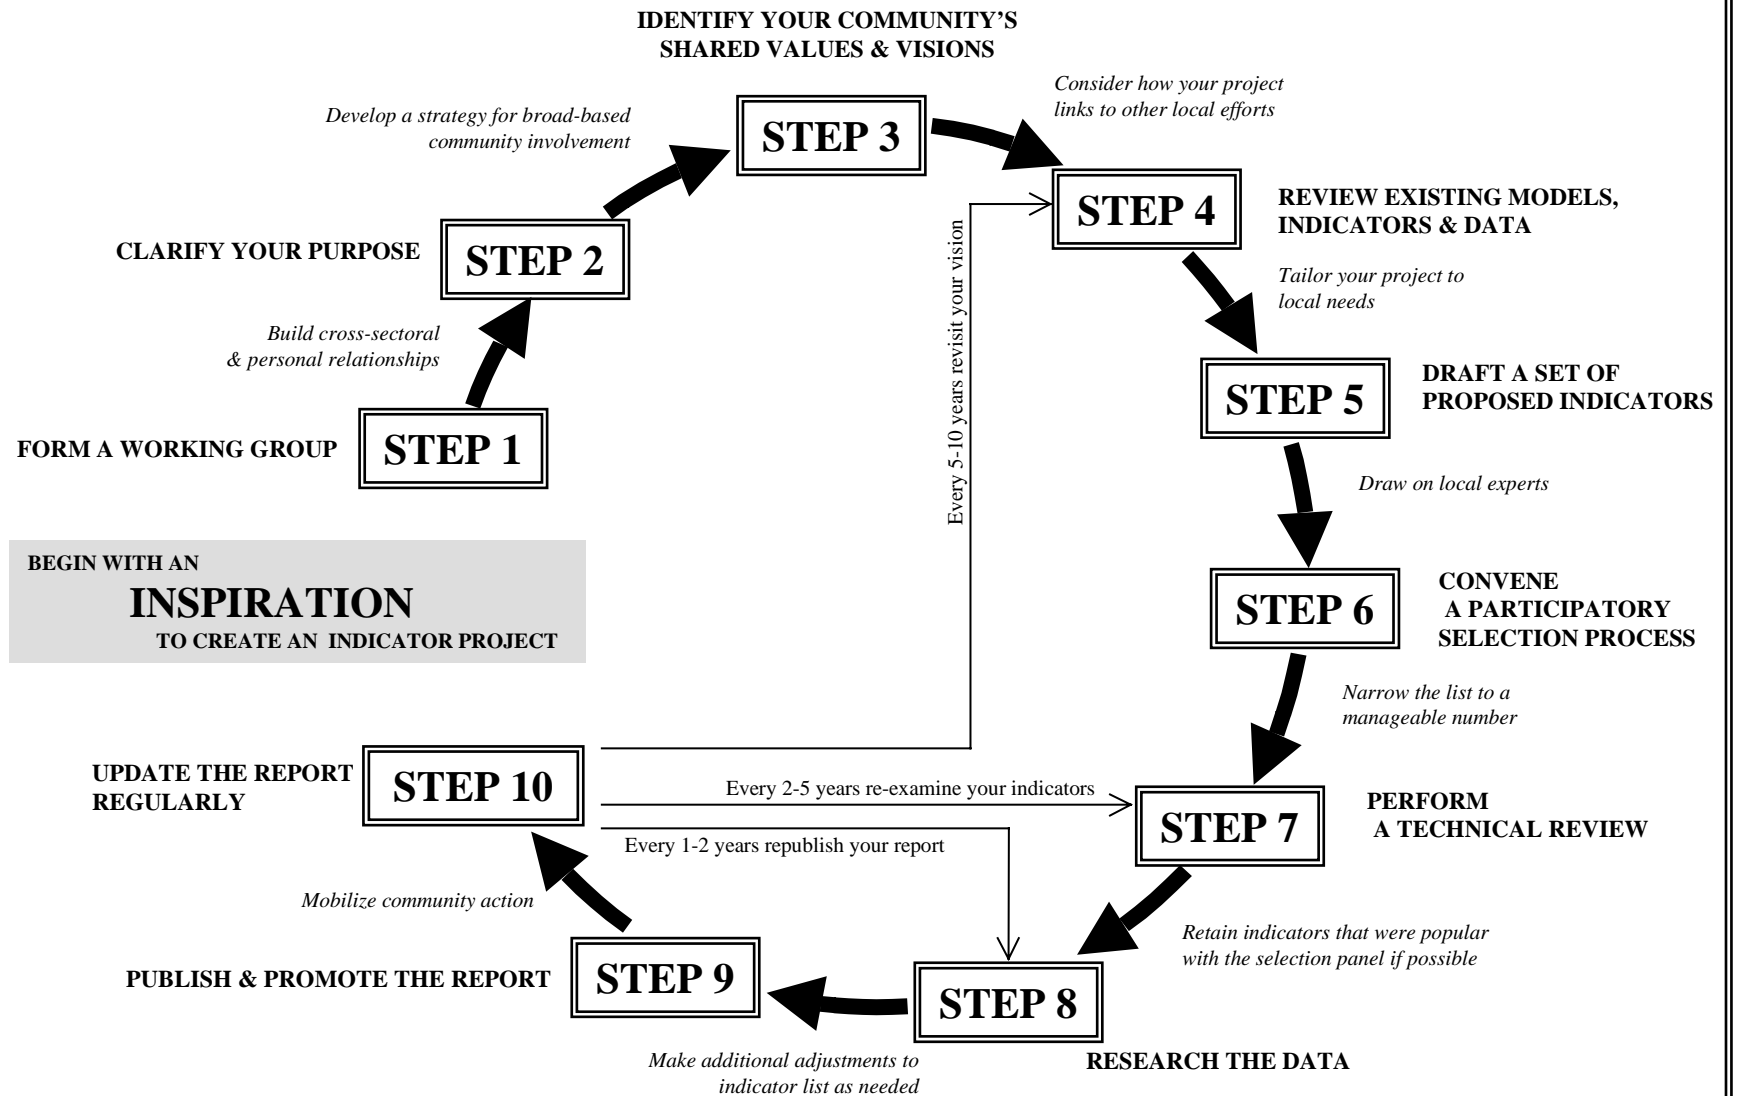 IDENTIFY YOUR COMMUNITY'S
SHARED VALUES & VISIONS
Develop a strategy for broad-based
community involvement
STEP 3
Consider how your project
links to other local efforts
CLARIFY YOUR PURPOSE
STEP 2
STEP 4
REVIEW EXISTING MODELS,
INDICATORS & DATA
Build cross-sectoral
& personal relationships
Every 5-10 years revisit your vision
Tailor your project to
local needs
FORM A WORKING GROUP
STEP 1
STEP 5
DRAFT A SET OF
PROPOSED INDICATORS
Draw on local experts
BEGIN WITH AN
INSPIRATION
TO CREATE AN INDICATOR PROJECT
STEP 6
CONVENE
A PARTICIPATORY
SELECTION PROCESS
Narrow the list to a
manageable number
UPDATE THE REPORT
REGULARLY
STEP 10
Every 2-5 years re-examine your indicators
Every 1-2 years republish your report
STEP 7
PERFORM
A TECHNICAL REVIEW
Mobilize community action
Retain indicators that were popular
with the selection panel if possible
PUBLISH & PROMOTE THE REPORT
STEP 9
STEP 8
RESEARCH THE DATA
Make additional adjustments to
indicator list as needed